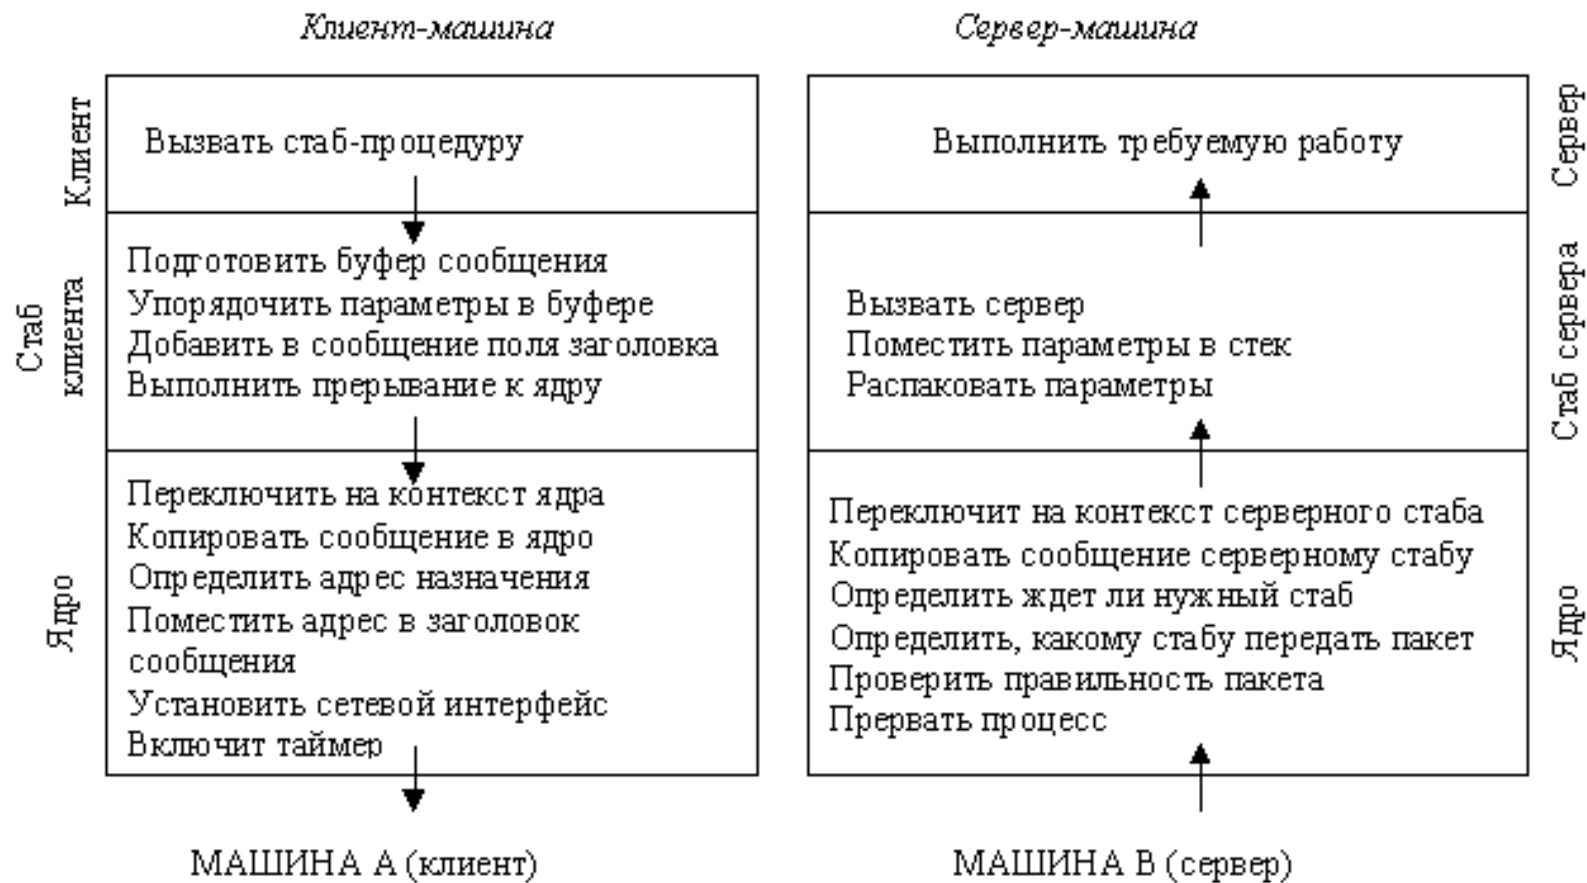 Клиент-машина
Сервер-машина
Клиент
Вызвать стаб-процедуру
Выполнить требуемую работу
Сервер
Стаб
клиента
Подготовить буфер сообщения
Упорядочить параметры в буфере
Добавить в сообщение поля заголовка
Выполнить прерывание к ядру
Вызвать сервер
Поместить параметры в стек
Распаковать параметры
Стаб сервера
Ядро
Переключить на контекст ядра
Копировать сообщение в ядро
Определить адрес назначения
Поместить адрес в заголовок
сообщения
Установить сетевой интерфейс
Включит таймер
Переключит на контекст серверного стаба
Копировать сообщение серверному стабу
Определить ждет ли нужный стаб
Определить, какому стабу передать пакет
Проверить правильность пакета
Прервать процесс
Ядро
МАШИНА А (клиент)
МАШИНА В (сервер)